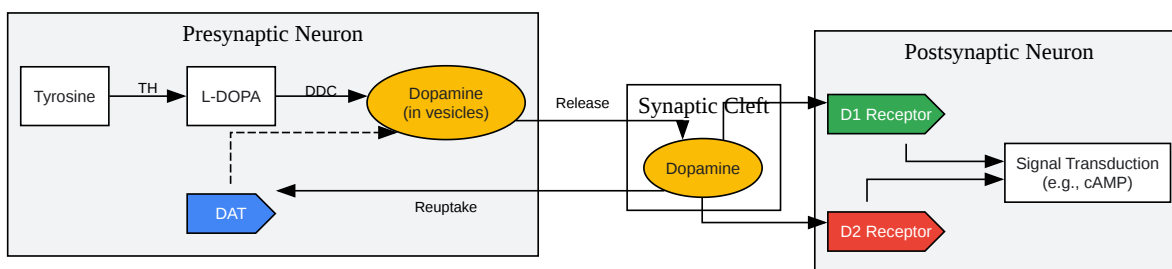 Presynaptic Neuron
Tyrosine
TH
L-DOPA
DDC
Dopamine
(in vesicles)
DAT
Release
Reuptake
Synaptic Cleft
Dopamine
Postsynaptic Neuron
D1 Receptor
D2 Receptor
Signal Transduction
(e.g., cAMP)